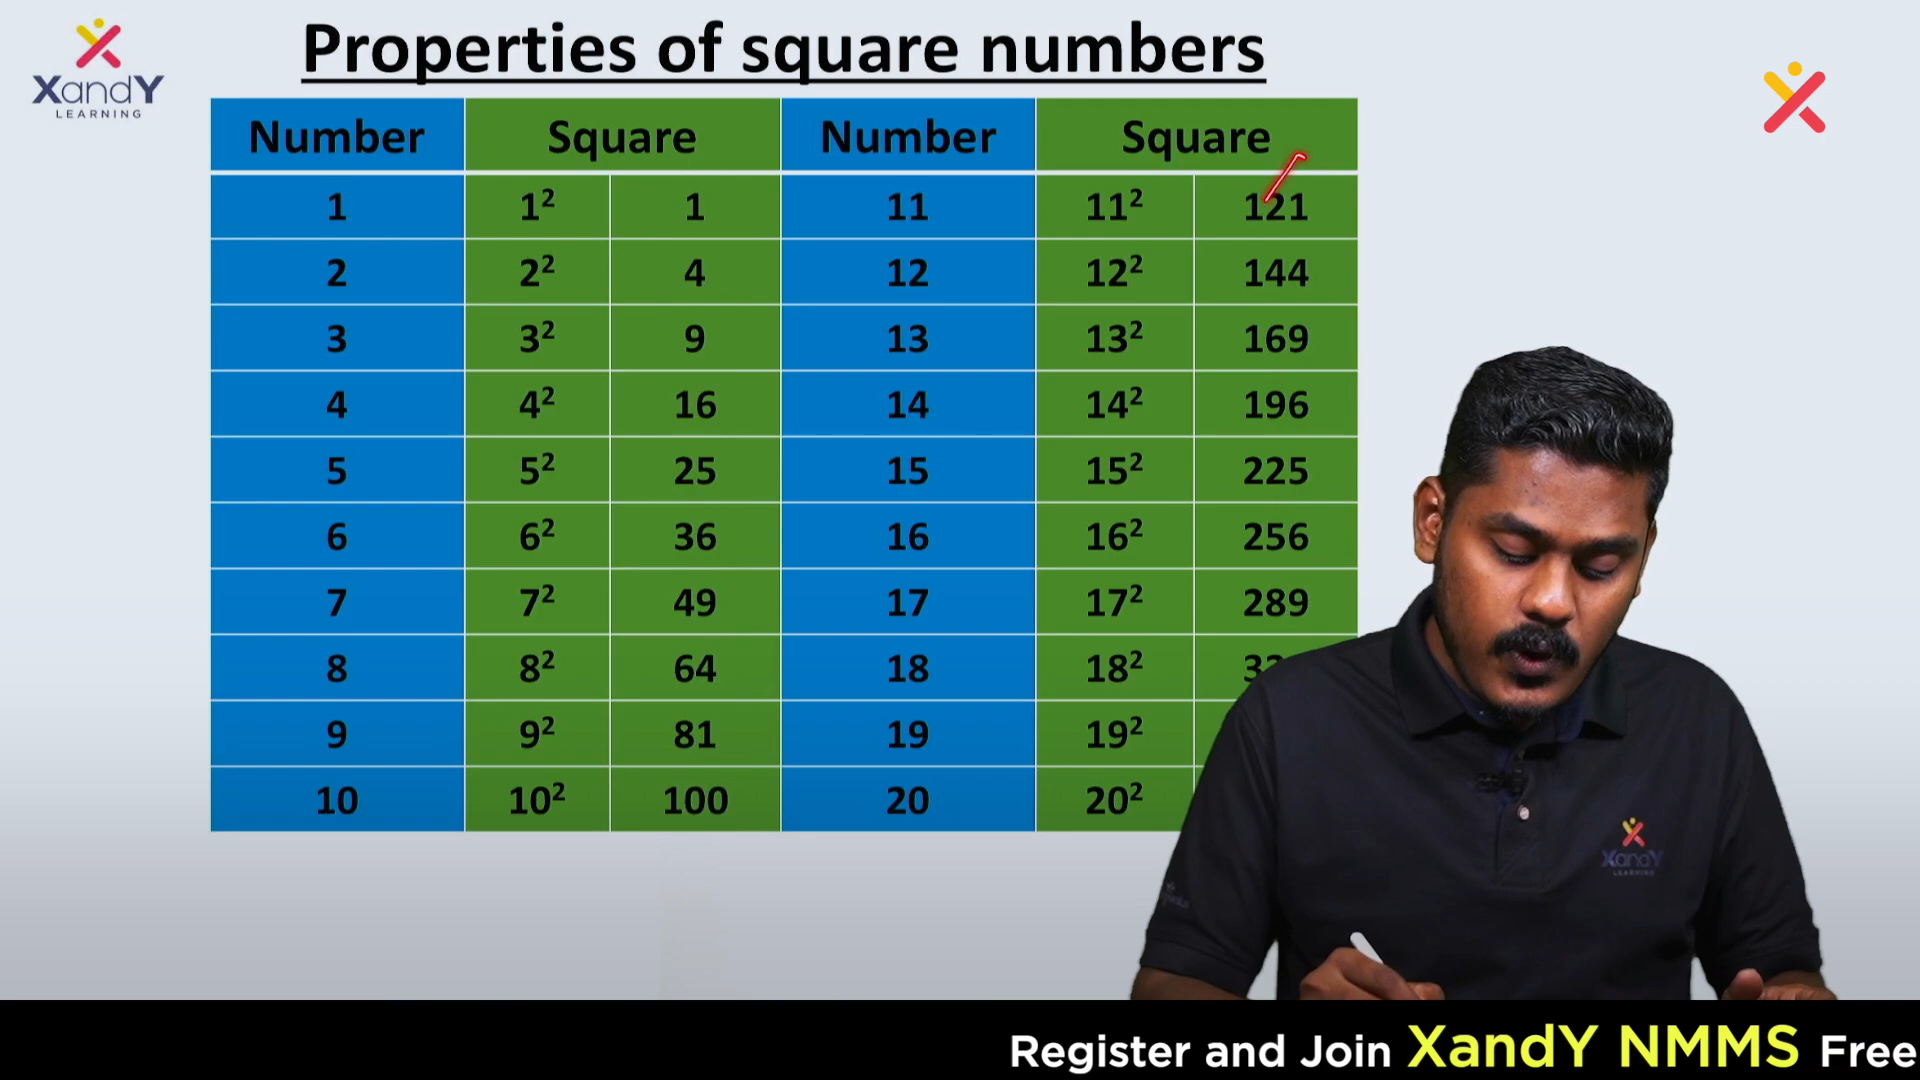 XandY
LEARNING
Properties of square numbers
Number Square Number Square
1 1² 1 11 11² 121
2 2² 4 12 12² 144
3 3² 9 13 13² 169
4 4² 16 14 14² 196
5 5² 25 15 15² 225
6 6² 36 16 16² 256
7 7² 49 17 17² 289
8 8² 64 18 18²
9 9² 81 19 19²
10 10² 100 20 20²
XandY
LEARNING
Register and Join XandY NMMS Free